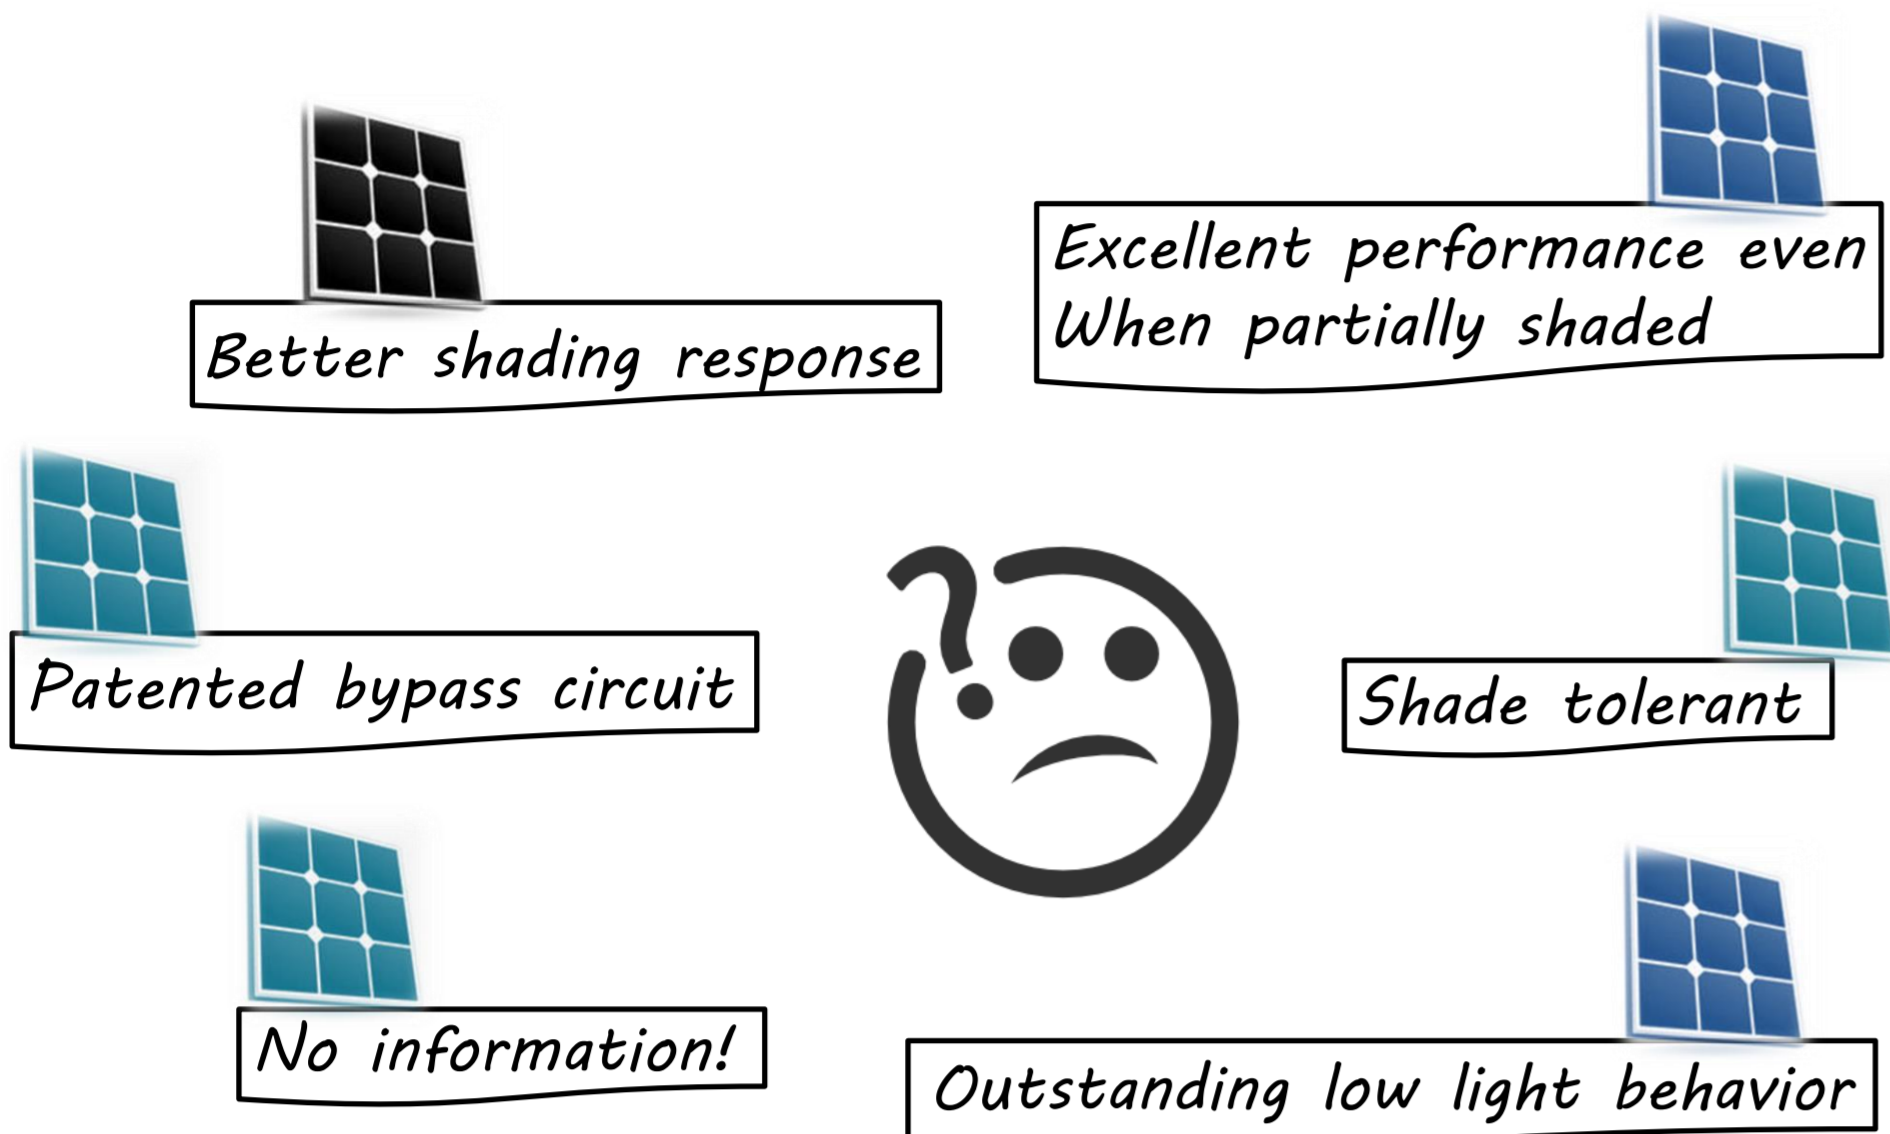 Better shading response
Excellent performance even
When partially shaded
Patented bypass circuit
Shade tolerant
No information!
Outstanding low light behavior